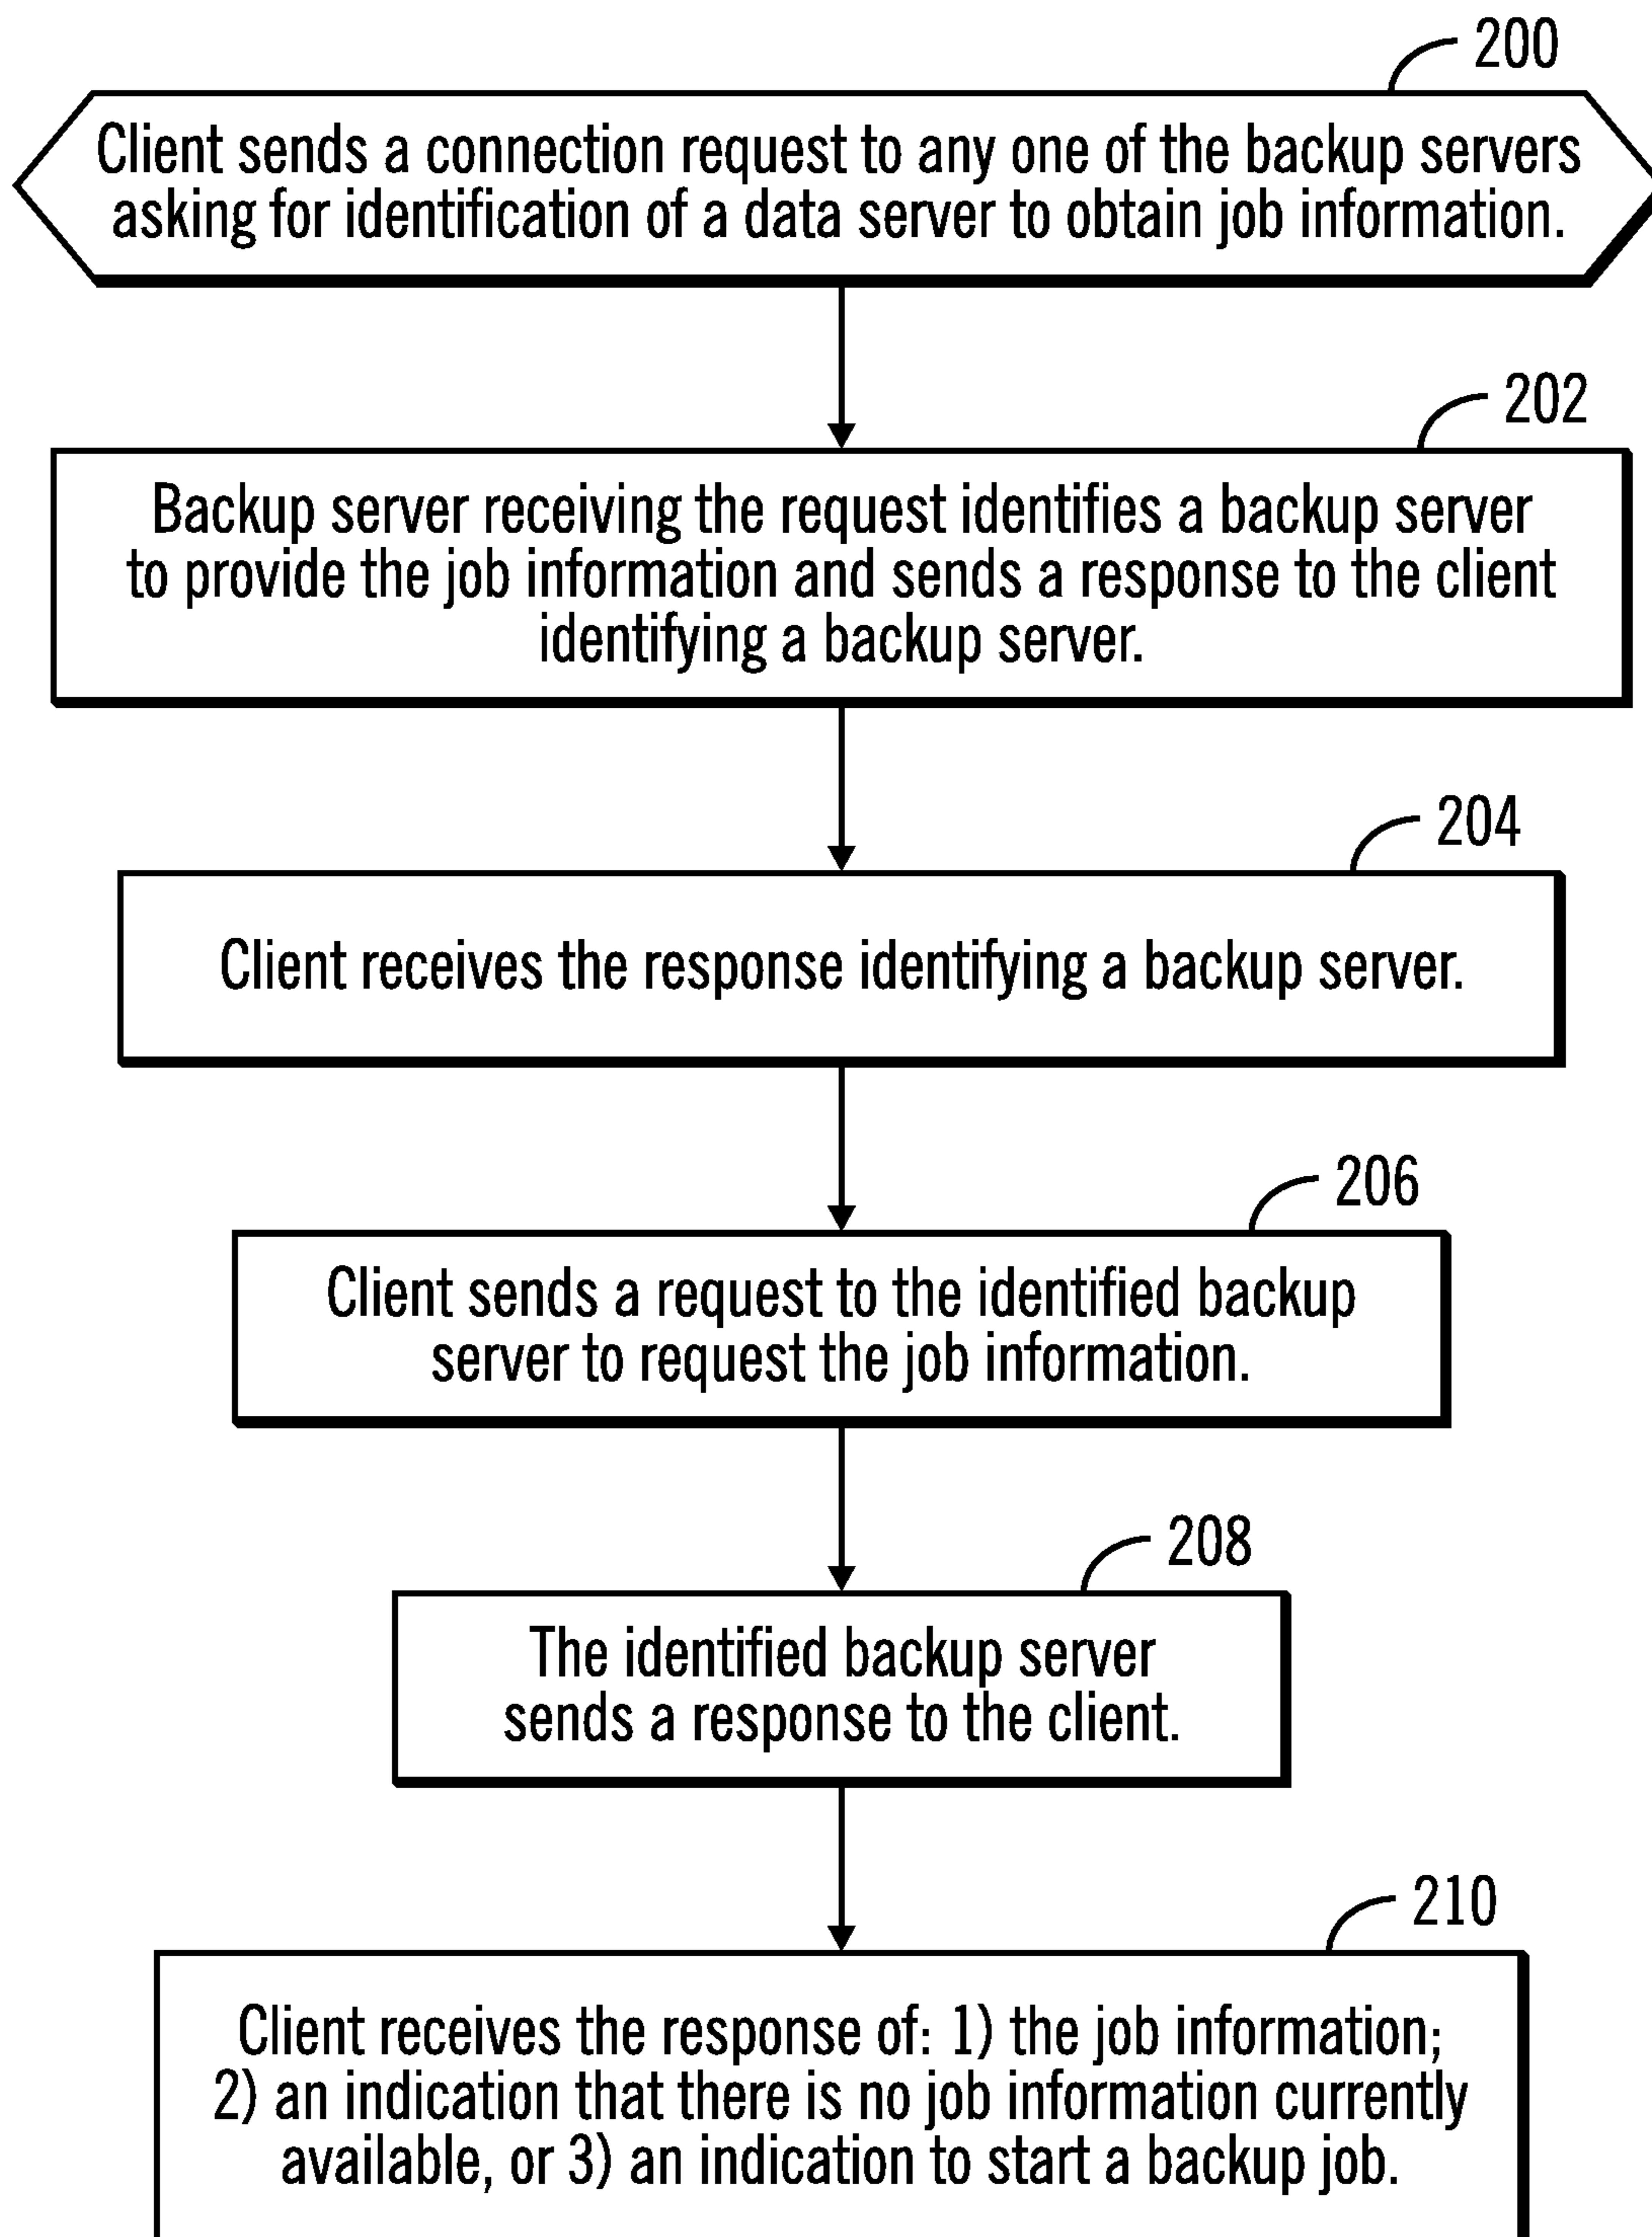 200
Client sends a connection request to any one of the backup servers
asking for identification of a data server to obtain job information.
202
Backup server receiving the request identifies a backup server
to provide the job information and sends a response to the client
identifying a backup server.
204
Client receives the response identifying a backup server.
206
Client sends a request to the identified backup
server to request the job information.
208
The identified backup server
sends a response to the client.
210
Client receives the response of: 1) the job information;
2) an indication that there is no job information currently
available, or 3) an indication to start a backup job.